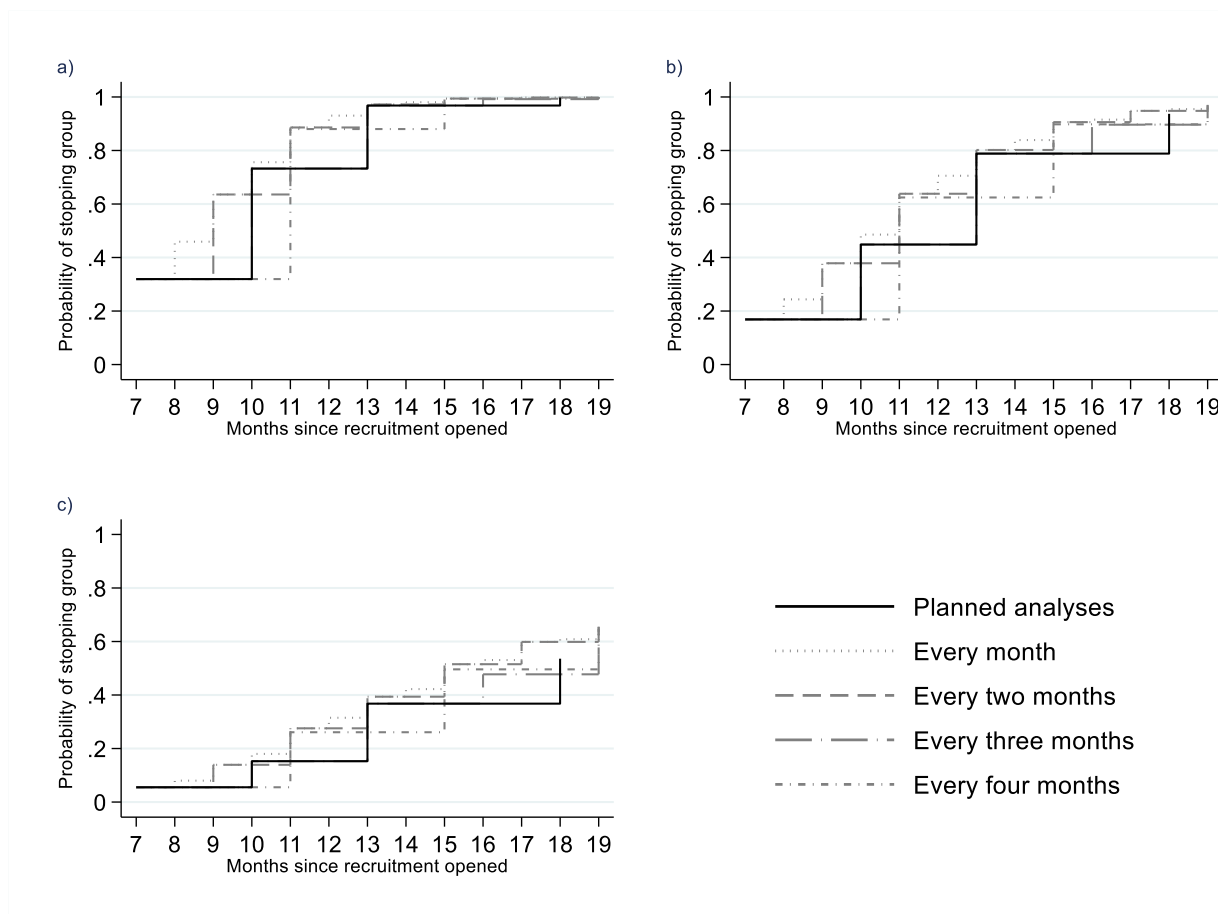 a)
Probability of stopping group
1
.8
.6
.4
.2
0
7 8 9 10 11 12 13 14 15 16 17 18 19
Months since recruitment opened
b)
Probability of stopping group
1
.8
.6
.4
.2
0
7 8 9 10 11 12 13 14 15 16 17 18 19
Months since recruitment opened
c)
Probability of stopping group
1
.8
.6
.4
.2
0
7 8 9 10 11 12 13 14 15 16 17 18 19
Months since recruitment opened
Planned analyses
Every month
Every two months
Every three months
Every four months